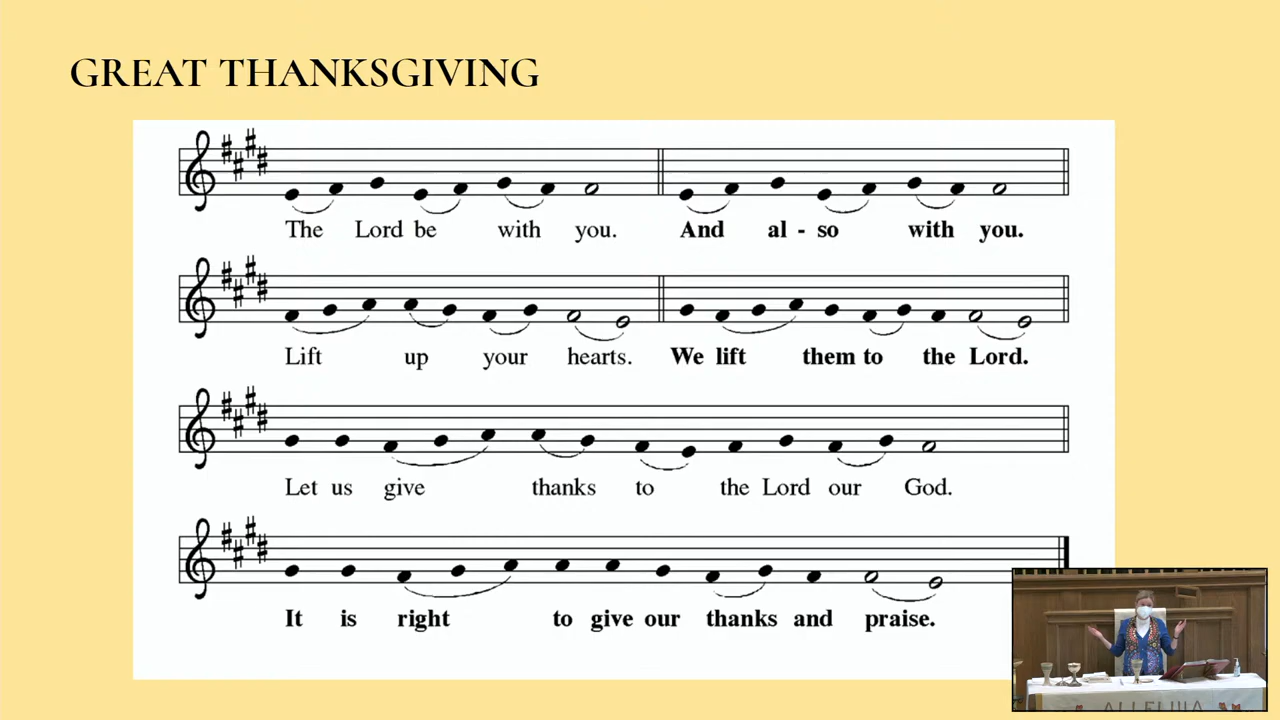 GREAT THANKSGIVING
The Lord be with you. And al - so with you.
Lift up your hearts. We lift them to the Lord.
Let us give thanks to the Lord our God.
It is right to give our thanks and praise.
ALLELUIA